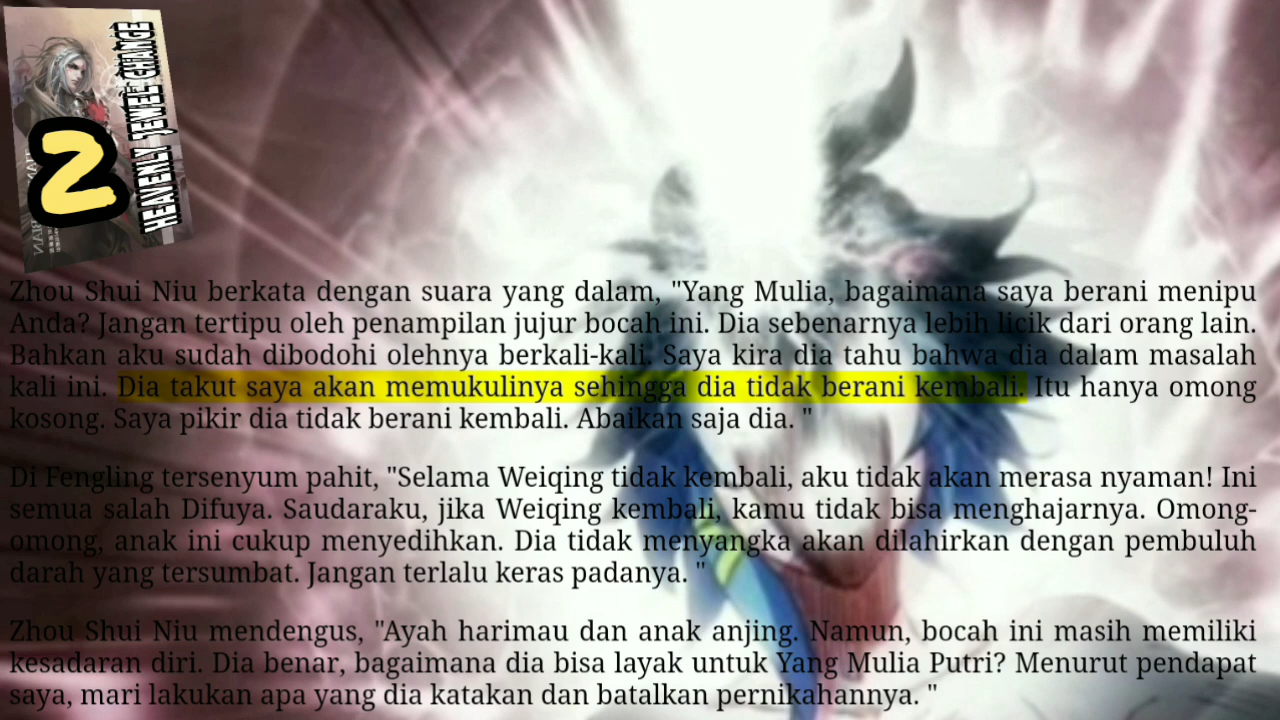 HEAVENLY JEWEL CHANGE
2
Zhou Shui Niu berkata dengan suara yang dalam, "Yang Mulia, bagaimana saya berani menipu
Anda? Jangan tertipu oleh penampilan jujur bocah ini. Dia sebenarnya lebih licik dari orang lain.
Bahkan aku sudah dibodohi olehnya berkali-kali. Saya kira dia tahu bahwa dia dalam masalah
kali ini. Dia takut saya akan memukulinya sehingga dia tidak berani kembali. Itu hanya omong
kosong. Saya pikir dia tidak berani kembali. Abaikan saja dia. "
Di Fengling tersenyum pahit, "Selama Weiqing tidak kembali, aku tidak akan merasa nyaman! Ini
semua salah Difuya. Saudaraku, jika Weiqing kembali, kamu tidak bisa menghajarnya. Omong-
omong, anak ini cukup menyedihkan. Dia tidak menyangka akan dilahirkan dengan pembuluh
darah yang tersumbat. Jangan terlalu keras padanya. "
Zhou Shui Niu mendengus, "Ayah harimau dan anak anjing. Namun, bocah ini masih memiliki
kesadaran diri. Dia benar, bagaimana dia bisa layak untuk Yang Mulia Putri? Menurut pendapat
saya, mari lakukan apa yang dia katakan dan batalkan pernikahannya. "